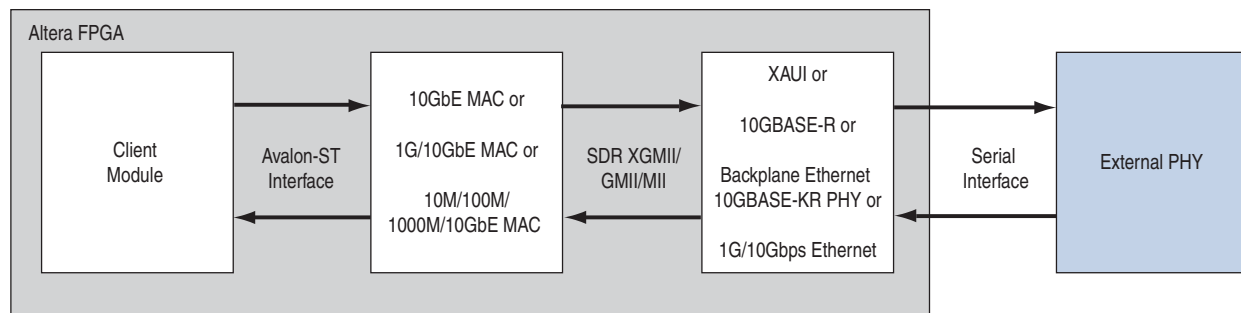 Altera FPGA
Client
Module
Avalon-ST
Interface
10GbE MAC or
1G/10GbE MAC or
10M/100M/
1000M/10GbE MAC
SDR XGMII/
GMII/MII
XAUI or
10GBASE-R or
Backplane Ethernet
10GBASE-KR PHY or
1G/10Gbps Ethernet
Serial
Interface
External PHY